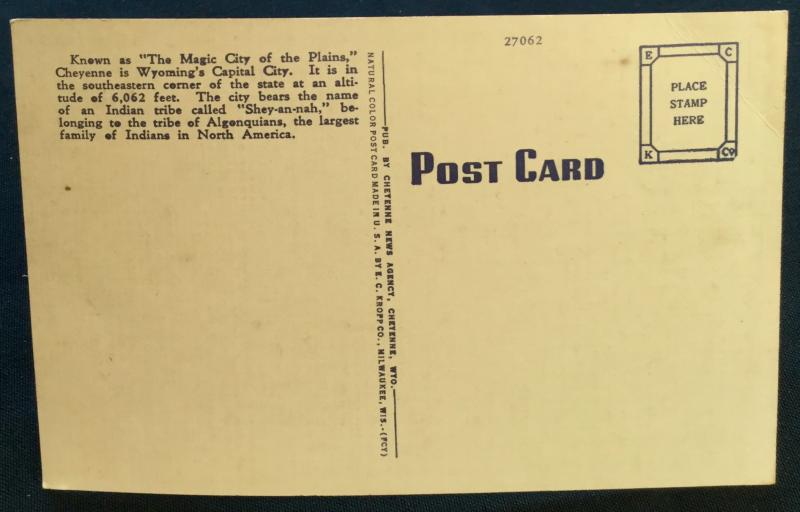 Known as "The Magic City of the Plains,"
Cheyenne is Wyoming's Capital City. It is in
the southeastern corner of the state at an alti-
tude of 6,062 feet. The city bears the name
of an Indian tribe called "Shey-an-nah," be-
longing to the tribe of Algonquians, the largest
family of Indians in North America.
NATURAL COLOR POST CARD MADE IN U. S. A. BY E. C. KROPP CO., MILWAUKEE, WIS.-(FCY)
PUB. BY CHEYENNE NEWS AGENCY, CHEYENNE, WYO.
27062
POST CARD
E C
PLACE
STAMP
HERE
K Co